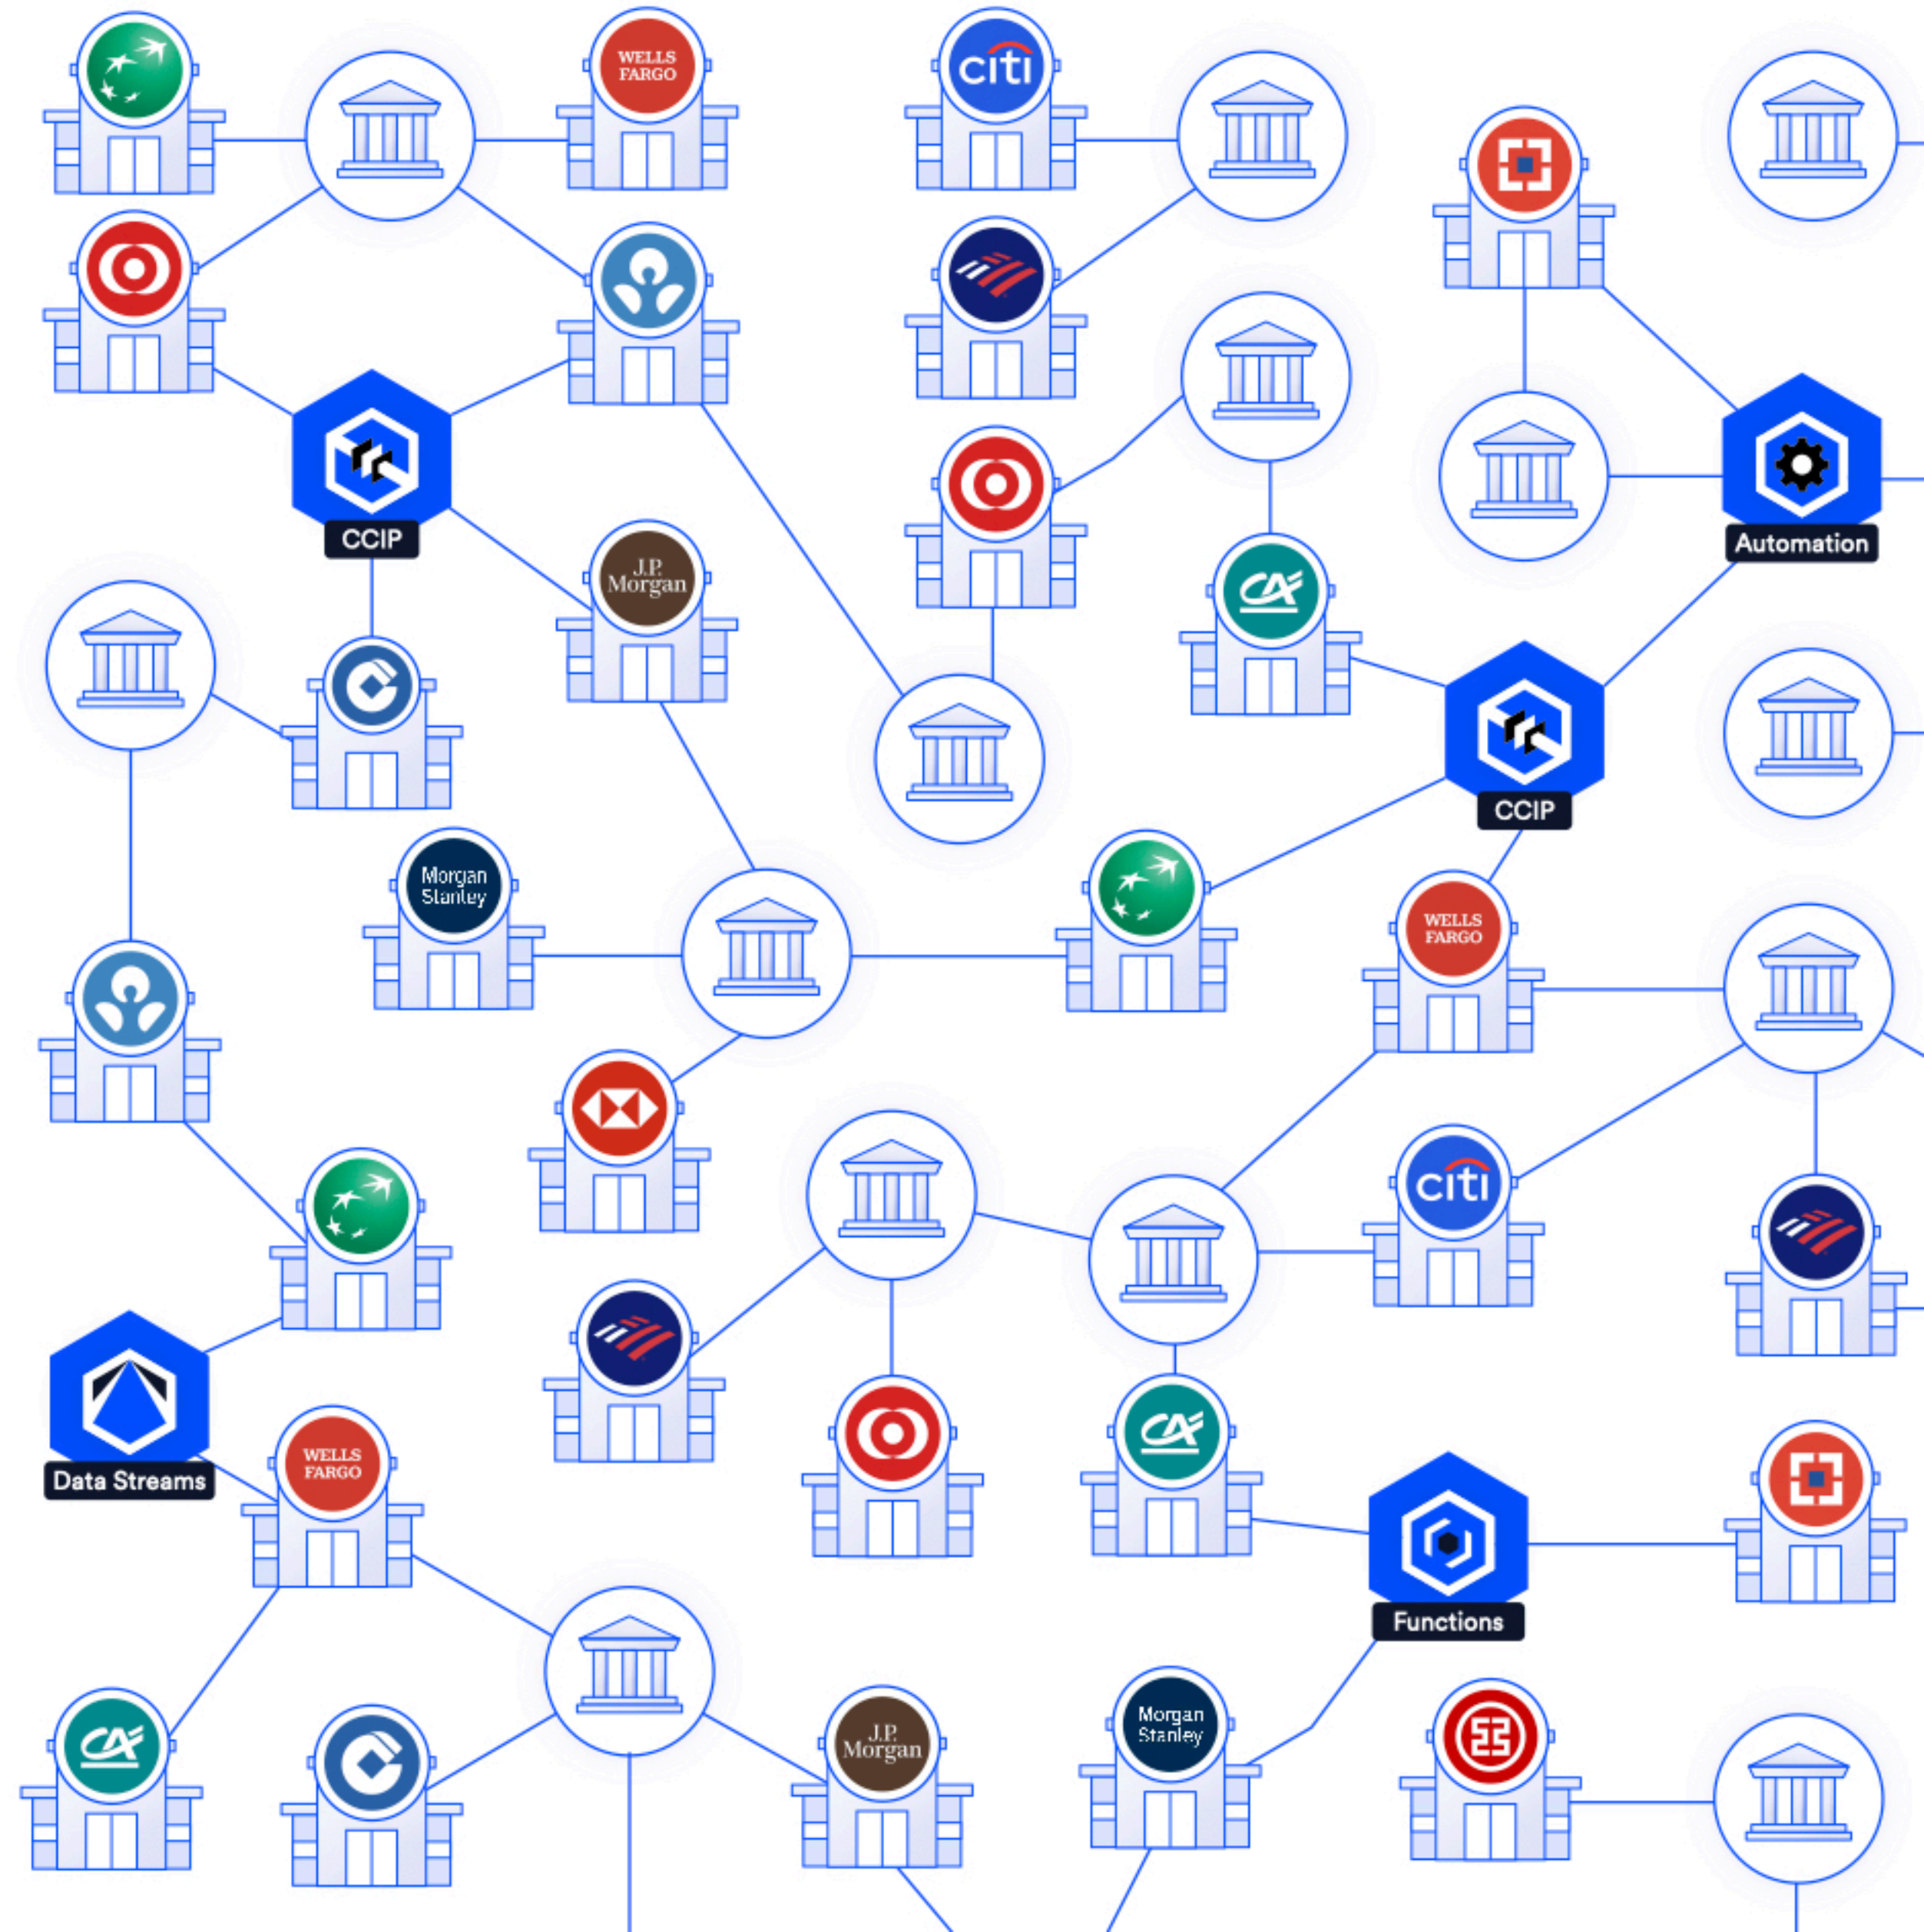 WELLS
FARGO
citi
CCIP
J.P.
Morgan
Automation
CA
CCIP
Morgan
Stanley
WELLS
FARGO
citi
Data Streams
WELLS
FARGO
CA
Functions
CA
J.P.
Morgan
Morgan
Stanley